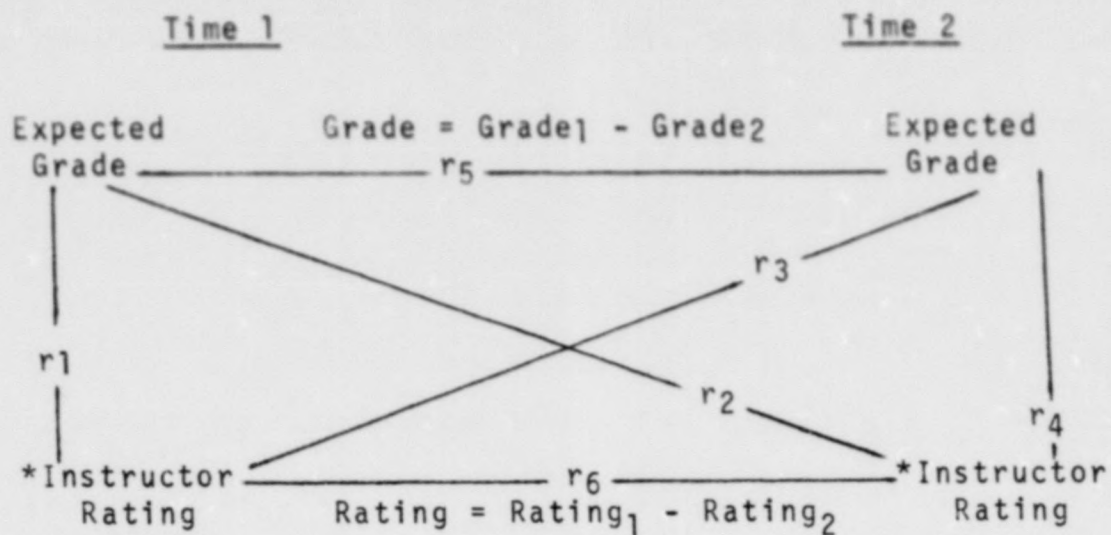 Time 1 Time 2
Expected Grade = Grade1 - Grade2 Expected
Grade r5 Grade
r3
r1
r2
r4
*Instructor r6 *Instructor
Rating Rating = Rating1 - Rating2 Rating